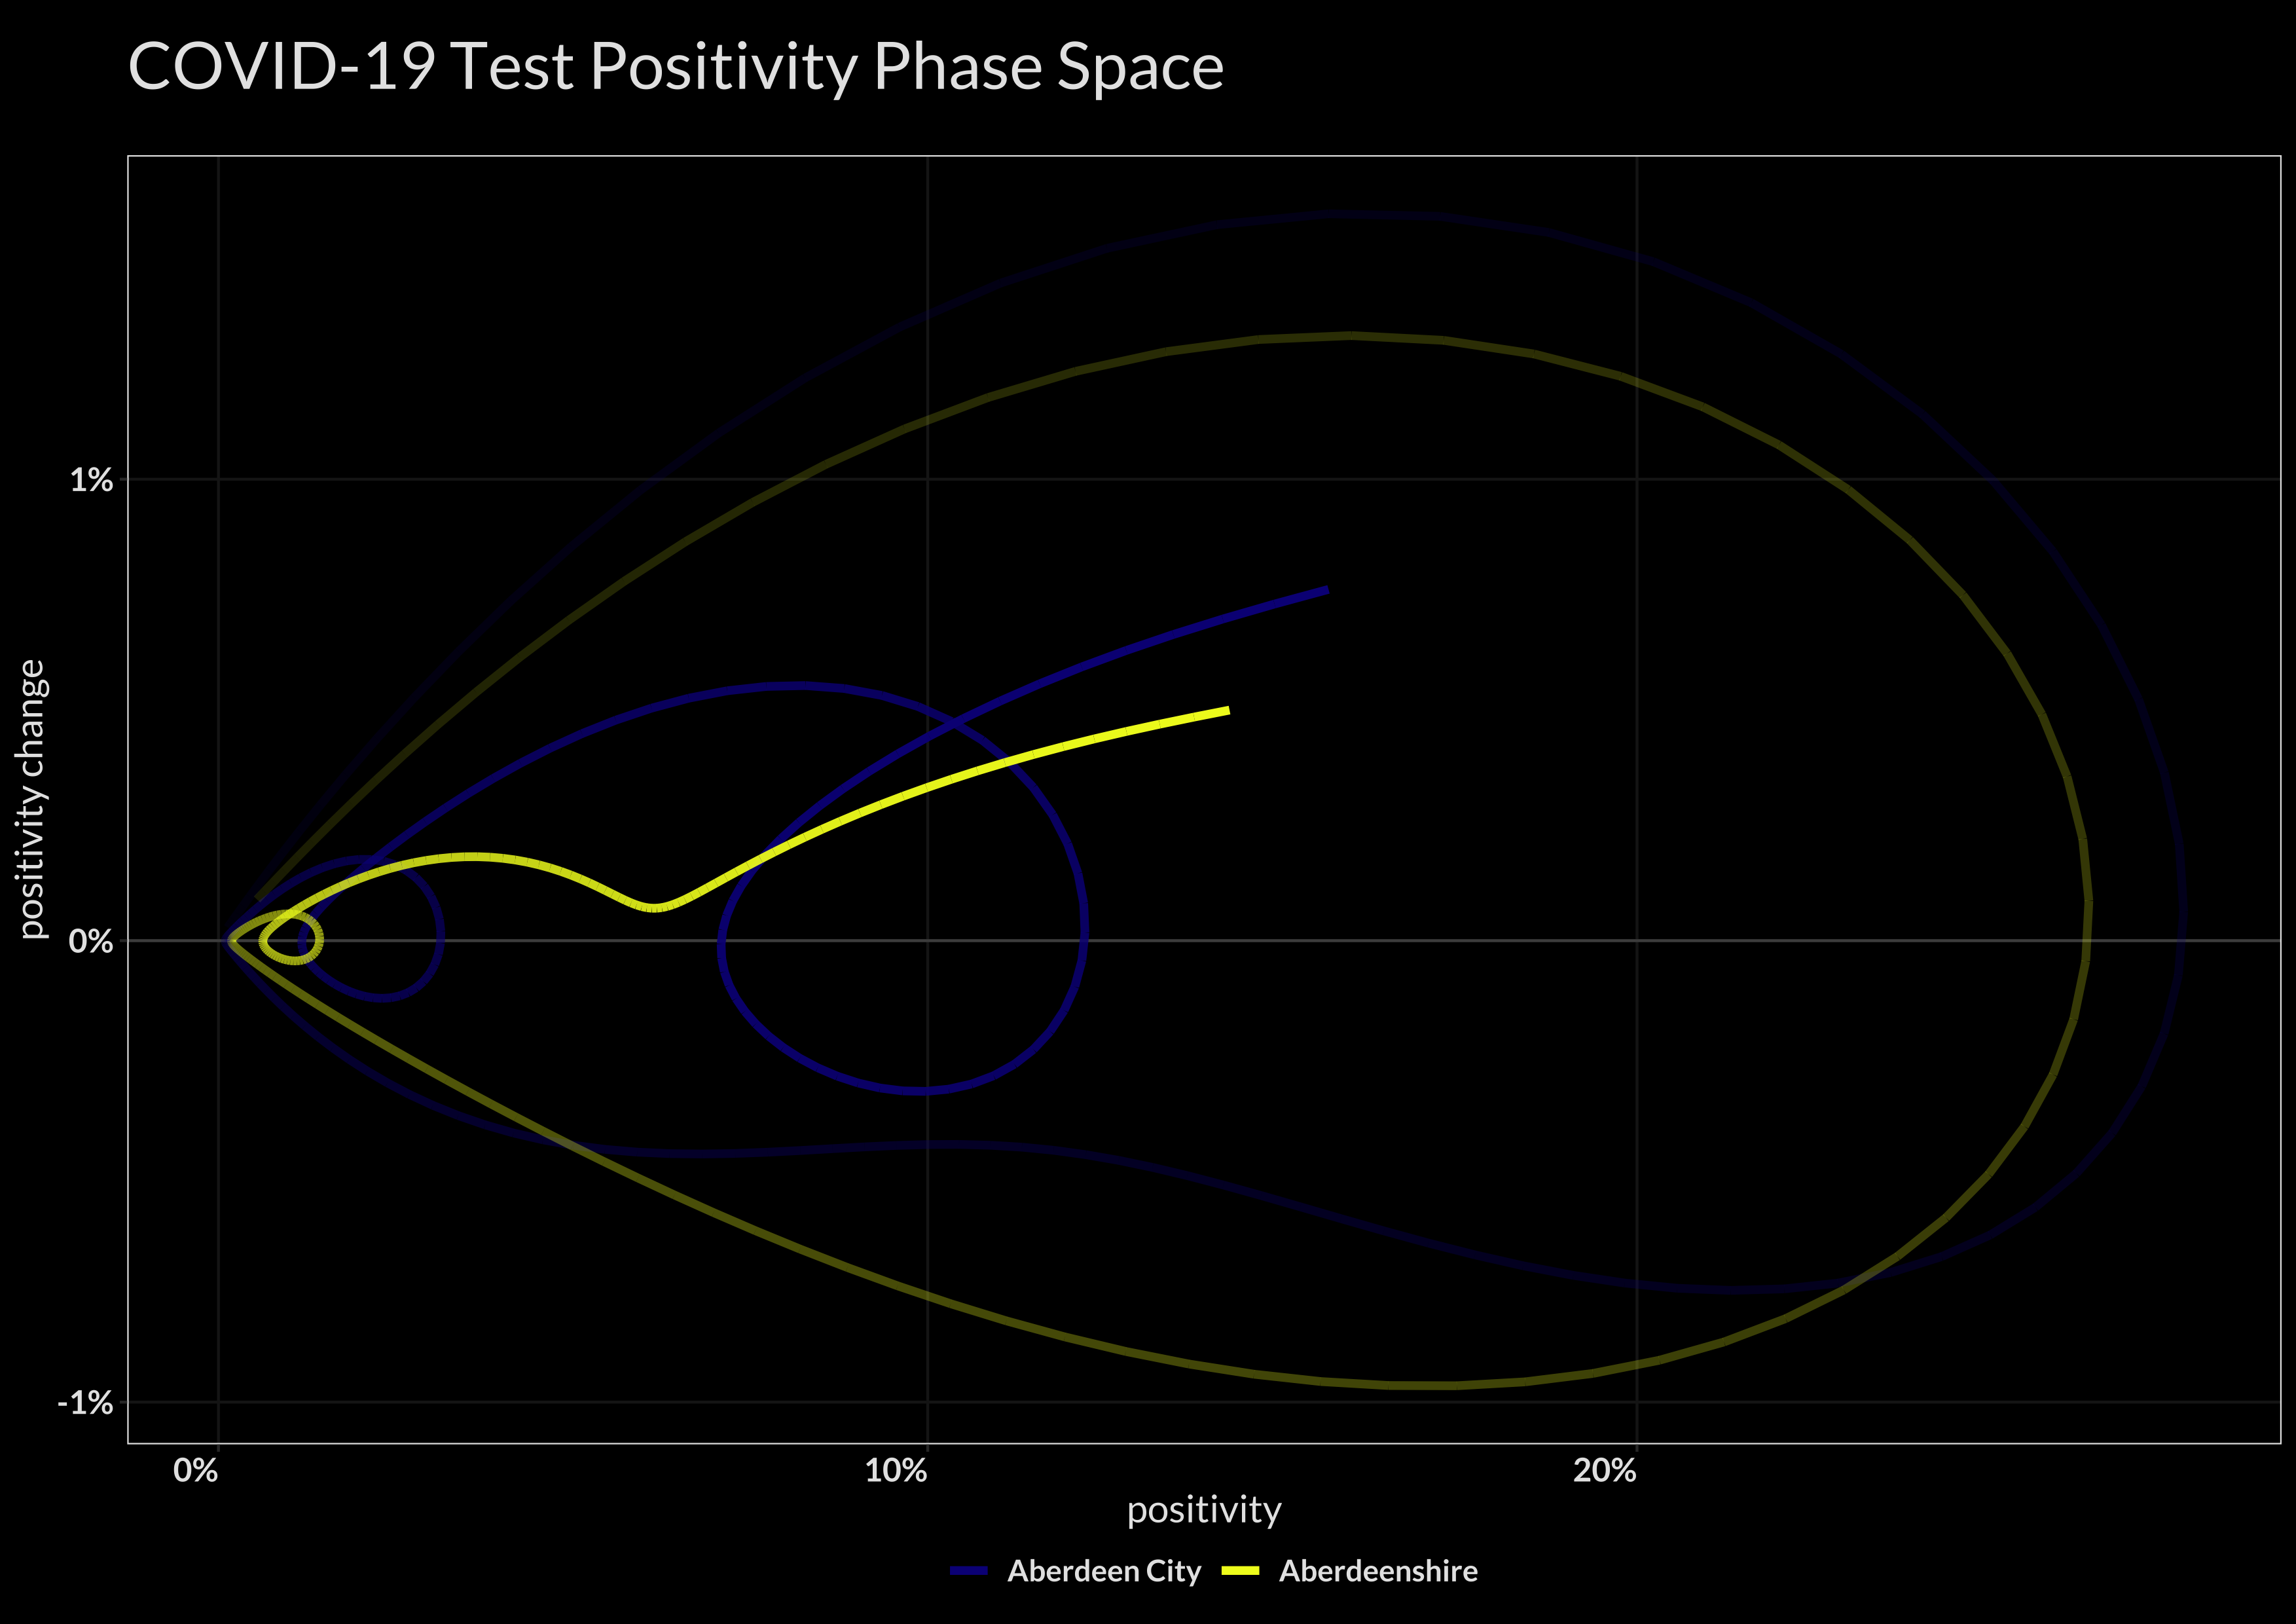 COVID-19 Test Positivity Phase Space
positivity change
1%
0%
-1%
0% 10% 20%
positivity
Aberdeen City Aberdeenshire